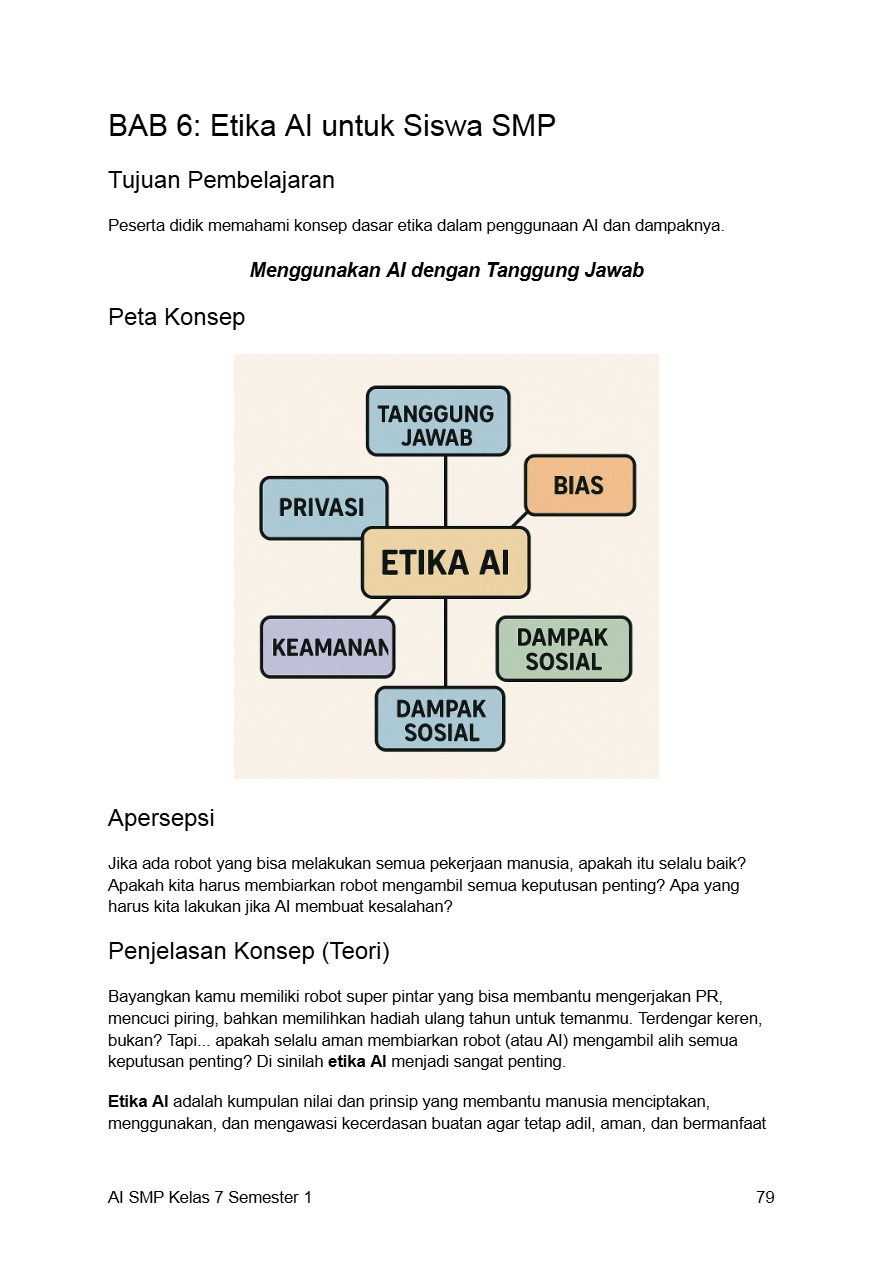 BAB 6: Etika AI untuk Siswa SMP
Tujuan Pembelajaran
Peserta didik memahami konsep dasar etika dalam penggunaan AI dan dampaknya.
Menggunakan AI dengan Tanggung Jawab
Peta Konsep
TANGGUNG
JAWAB
BIAS
PRIVASI
ETIKA AI
KEAMANAN
DAMPAK
SOSIAL
DAMPAK
SOSIAL
Apersepsi
Jika ada robot yang bisa melakukan semua pekerjaan manusia, apakah itu selalu baik?
Apakah kita harus membiarkan robot mengambil semua keputusan penting? Apa yang
harus kita lakukan jika AI membuat kesalahan?
Penjelasan Konsep (Teori)
Bayangkan kamu memiliki robot super pintar yang bisa membantu mengerjakan PR,
mencuci piring, bahkan memilihkan hadiah ulang tahun untuk temanmu. Terdengar keren,
bukan? Tapi... apakah selalu aman membiarkan robot (atau AI) mengambil alih semua
keputusan penting? Di sinilah etika AI menjadi sangat penting.
Etika AI adalah kumpulan nilai dan prinsip yang membantu manusia menciptakan,
menggunakan, dan mengawasi kecerdasan buatan agar tetap adil, aman, dan bermanfaat
AI SMP Kelas 7 Semester 1
79